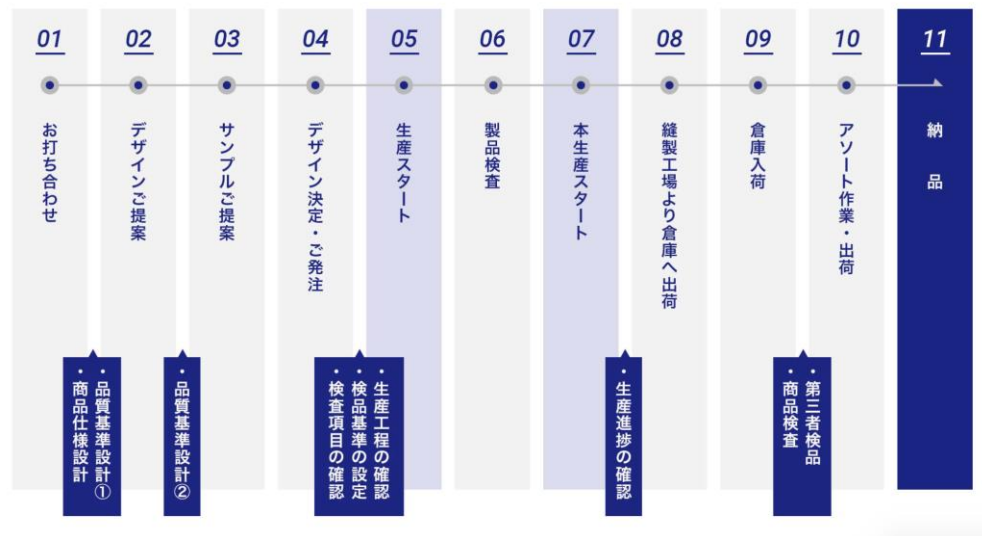 01
お打ち合わせ
02
デザインご提案
03
サンプルご提案
04
デザイン決定・ご発注
05
生産スタート
06
製品検査
07
本生産スタート
08
縫製工場より倉庫へ出荷
09
倉庫入荷
10
アソート作業・出荷
11
納品
・品質基準設計①
・商品仕様設計
・品質基準設計②
・生産工程の確認
・検品基準の設定
・検査項目の確認
・生産進捗の確認
・第三者検品
・商品検査